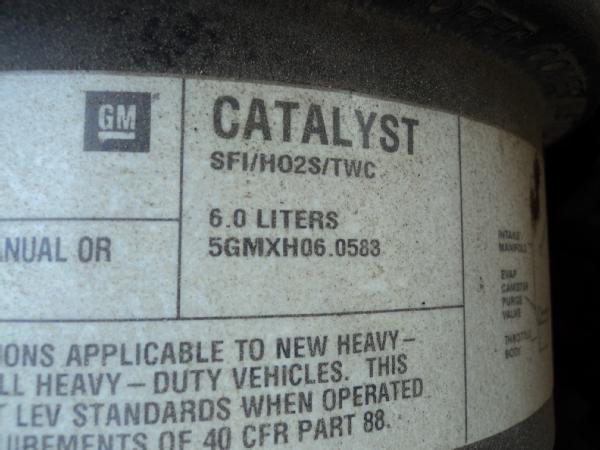 GM
CATALYST
SFI/HO2S/TWC
6.0 LITERS
5GMXH06.0583
ANUAL OR
INTAKE
MANIFOLD
EVAP
CANISTER
PURGE
VALVE
THROTTLE
BODY
IONS APPLICABLE TO NEW HEAVY-
LL HEAVY-DUTY VEHICLES. THIS
T LEV STANDARDS WHEN OPERATED
UIREMENTS OF 40 CFR PART 88.